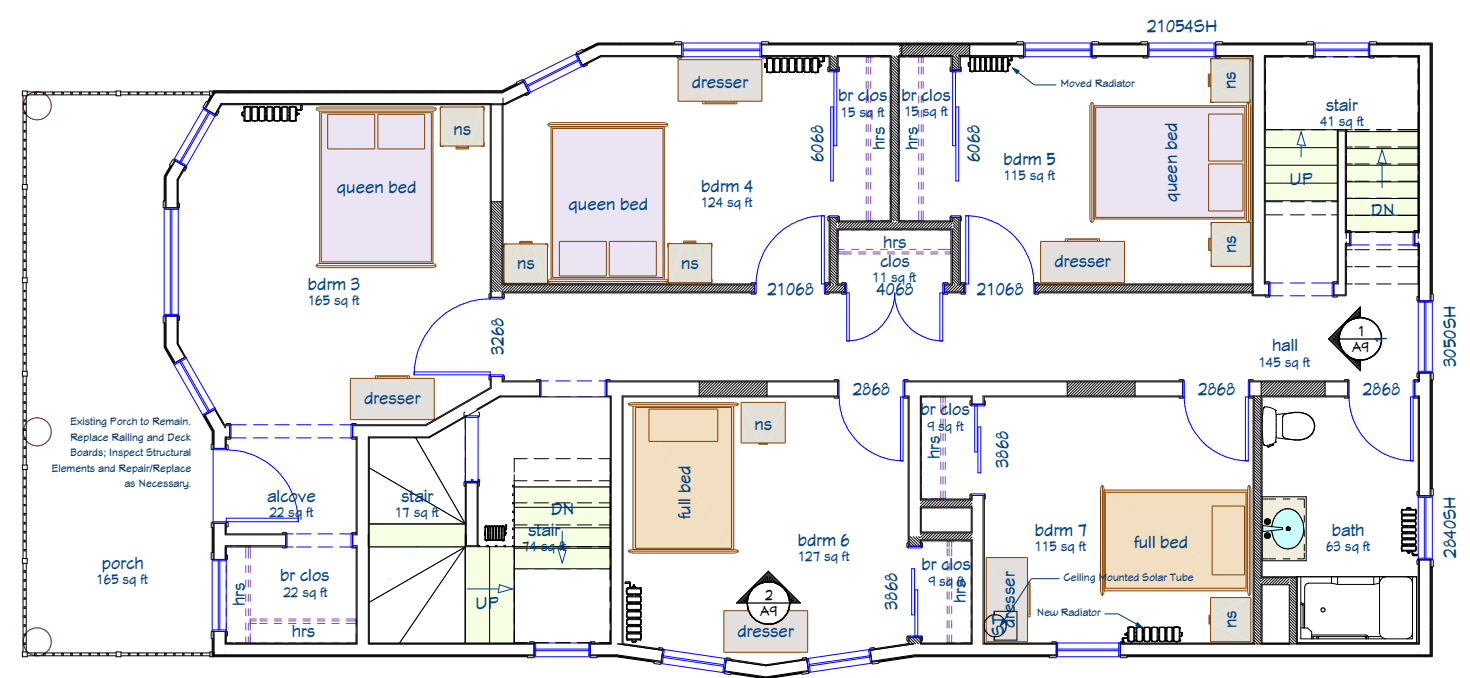 21054SH
dresser
Moved Radiator
ns
br clos
15 sq ft
hrs
br clos
15 sq ft
hrs
stair
41 sq ft
ns
queen bed
6068
6068
bdrm 5
115 sq ft
queen bed
UP
bdrm 4
124 sq ft
queen bed
DN
hrs
clos
11 sq ft
ns
ns
ns
dresser
bdrm 3
165 sq ft
21068
4068
21068
3268
3050SH
1
A9
hall
145 sq ft
dresser
2868
2868
2868
Existing Porch to Remain.
Replace Railing and Deck
Boards; Inspect Structural
Elements and Repair/Replace
as Necessary.
ns
br clos
9 sq ft
hrs
3868
full bed
alcove
22 sq ft
stair
17 sq ft
DN
stair
74 sq ft
bdrm 6
127 sq ft
bdrm 7
115 sq ft
full bed
bath
63 sq ft
2840SH
porch
165 sq ft
br clos
22 sq ft
hrs
hrs
UP
2
A9
dresser
3868
br clos
9 sq ft
hrs
dresser
Ceiling Mounted Solar Tube
New Radiator
ns